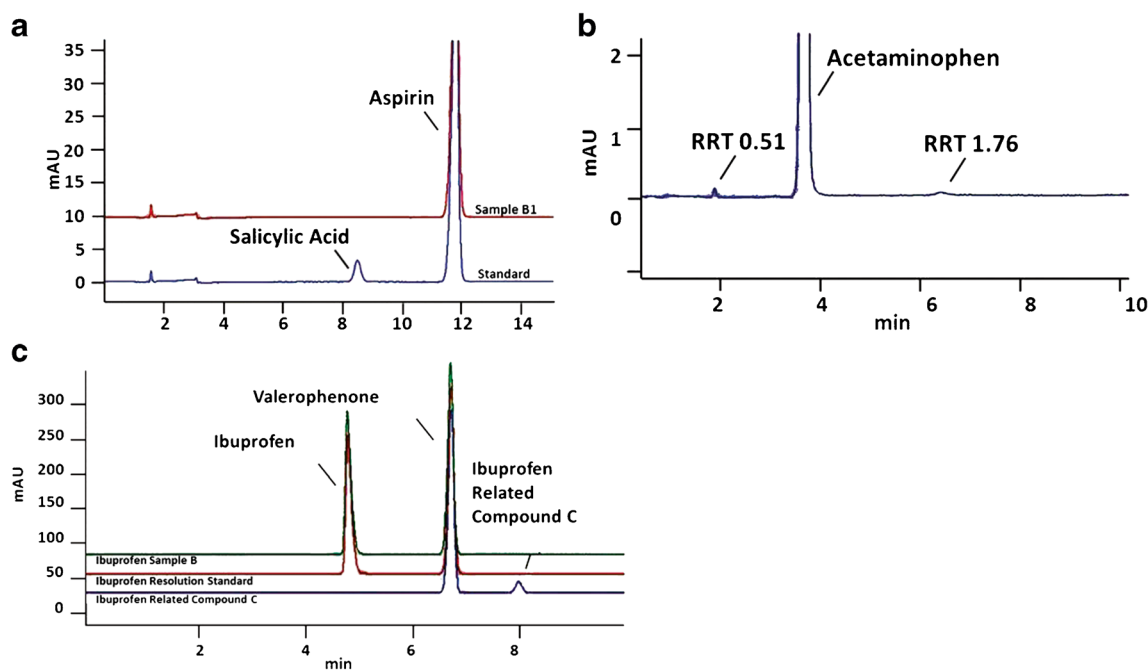 a
mAU
35
30
25
20
15
10
5
0
Aspirin
Sample B1
Salicylic Acid
Standard
2 4 6 8 10 12 14
b
mAU
2
1
0
Acetaminophen
RRT 0.51
RRT 1.76
2 4 6 8 10
min
c
mAU
300
250
200
150
100
50
0
Valerophenone
Ibuprofen
Ibuprofen
Related
Compound C
Ibuprofen Sample B
Ibuprofen Resolution Standard
Ibuprofen Related Compound C
2 4 6 8
min